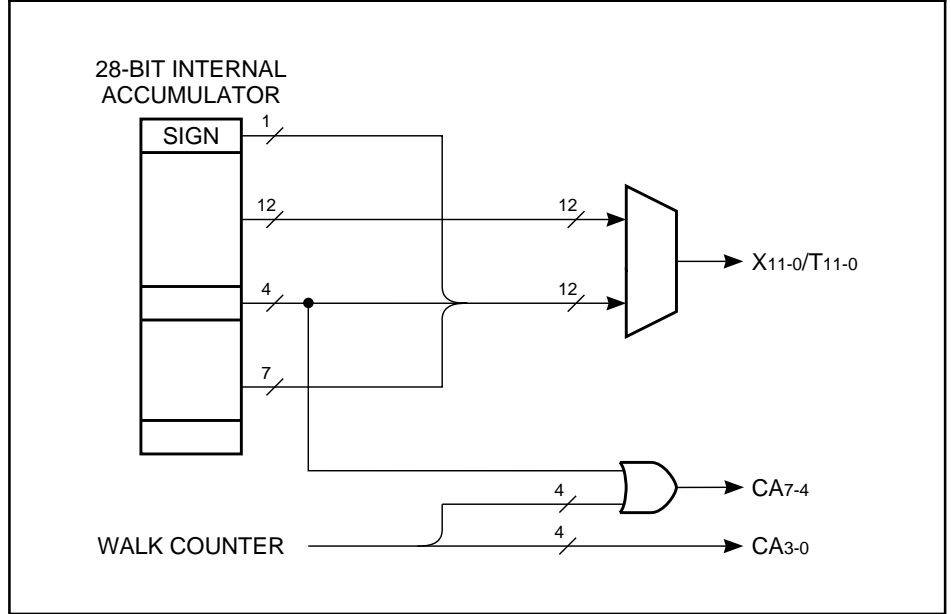 28-BIT INTERNAL
ACCUMULATOR
SIGN
1
12
12
X11-0/T11-0
4
12
7
4
CA7-4
WALK COUNTER
4
CA3-0